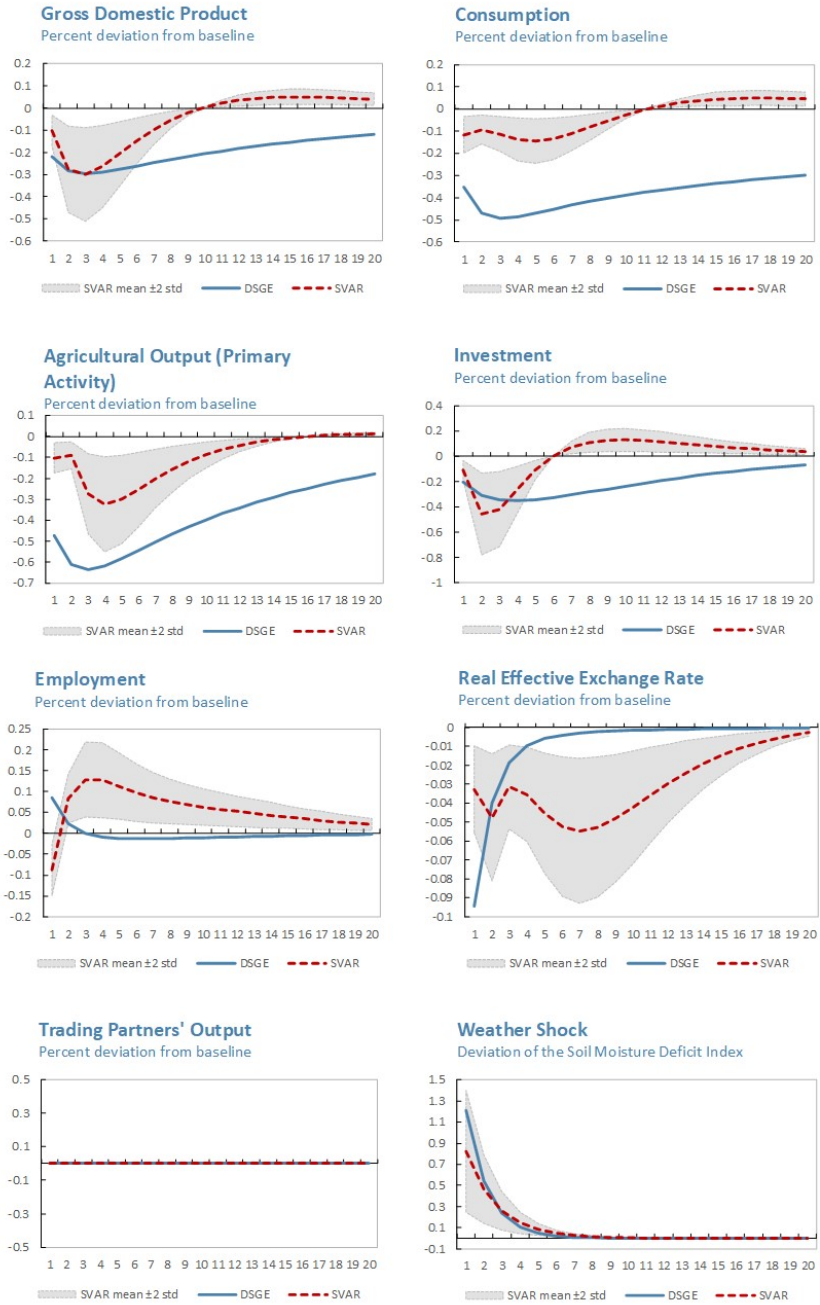 Gross Domestic Product
Percent deviation from baseline
0.2
0.1
0
-0.1
-0.2
-0.3
-0.4
-0.5
-0.6
1 2 3 4 5 6 7 8 9 10 11 12 13 14 15 16 17 18 19 20
SVAR mean ±2 std DSGE SVAR
Consumption
Percent deviation from baseline
0.2
0.1
0
-0.1
-0.2
-0.3
-0.4
-0.5
-0.6
1 2 3 4 5 6 7 8 9 10 11 12 13 14 15 16 17 18 19 20
SVAR mean ±2 std DSGE SVAR
Agricultural Output (Primary
Activity)
Percent deviation from baseline
0.1
0
-0.1
-0.2
-0.3
-0.4
-0.5
-0.6
-0.7
1 2 3 4 5 6 7 8 9 10 11 12 13 14 15 16 17 18 19 20
SVAR mean ±2 std DSGE SVAR
Investment
Percent deviation from baseline
0.4
0.2
0
-0.2
-0.4
-0.6
-0.8
-1
1 2 3 4 5 6 7 8 9 10 11 12 13 14 15 16 17 18 19 20
SVAR mean ±2 std DSGE SVAR
Employment
Percent deviation from baseline
0.25
0.2
0.15
0.1
0.05
0
-0.05
-0.1
-0.15
-0.2
1 2 3 4 5 6 7 8 9 10 11 12 13 14 15 16 17 18 19 20
SVAR mean ±2 std DSGE SVAR
Real Effective Exchange Rate
Percent deviation from baseline
0
-0.01
-0.02
-0.03
-0.04
-0.05
-0.06
-0.07
-0.08
-0.09
-0.1
1 2 3 4 5 6 7 8 9 10 11 12 13 14 15 16 17 18 19 20
SVAR mean ±2 std DSGE SVAR
Trading Partners' Output
Percent deviation from baseline
0.5
0.3
0.1
-0.1
-0.3
-0.5
1 2 3 4 5 6 7 8 9 10 11 12 13 14 15 16 17 18 19 20
SVAR mean ±2 std DSGE SVAR
Weather Shock
Deviation of the Soil Moisture Deficit Index
1.5
1.3
1.1
0.9
0.7
0.5
0.3
0.1
-0.1
1 2 3 4 5 6 7 8 9 10 11 12 13 14 15 16 17 18 19 20
SVAR mean ±2 std DSGE SVAR